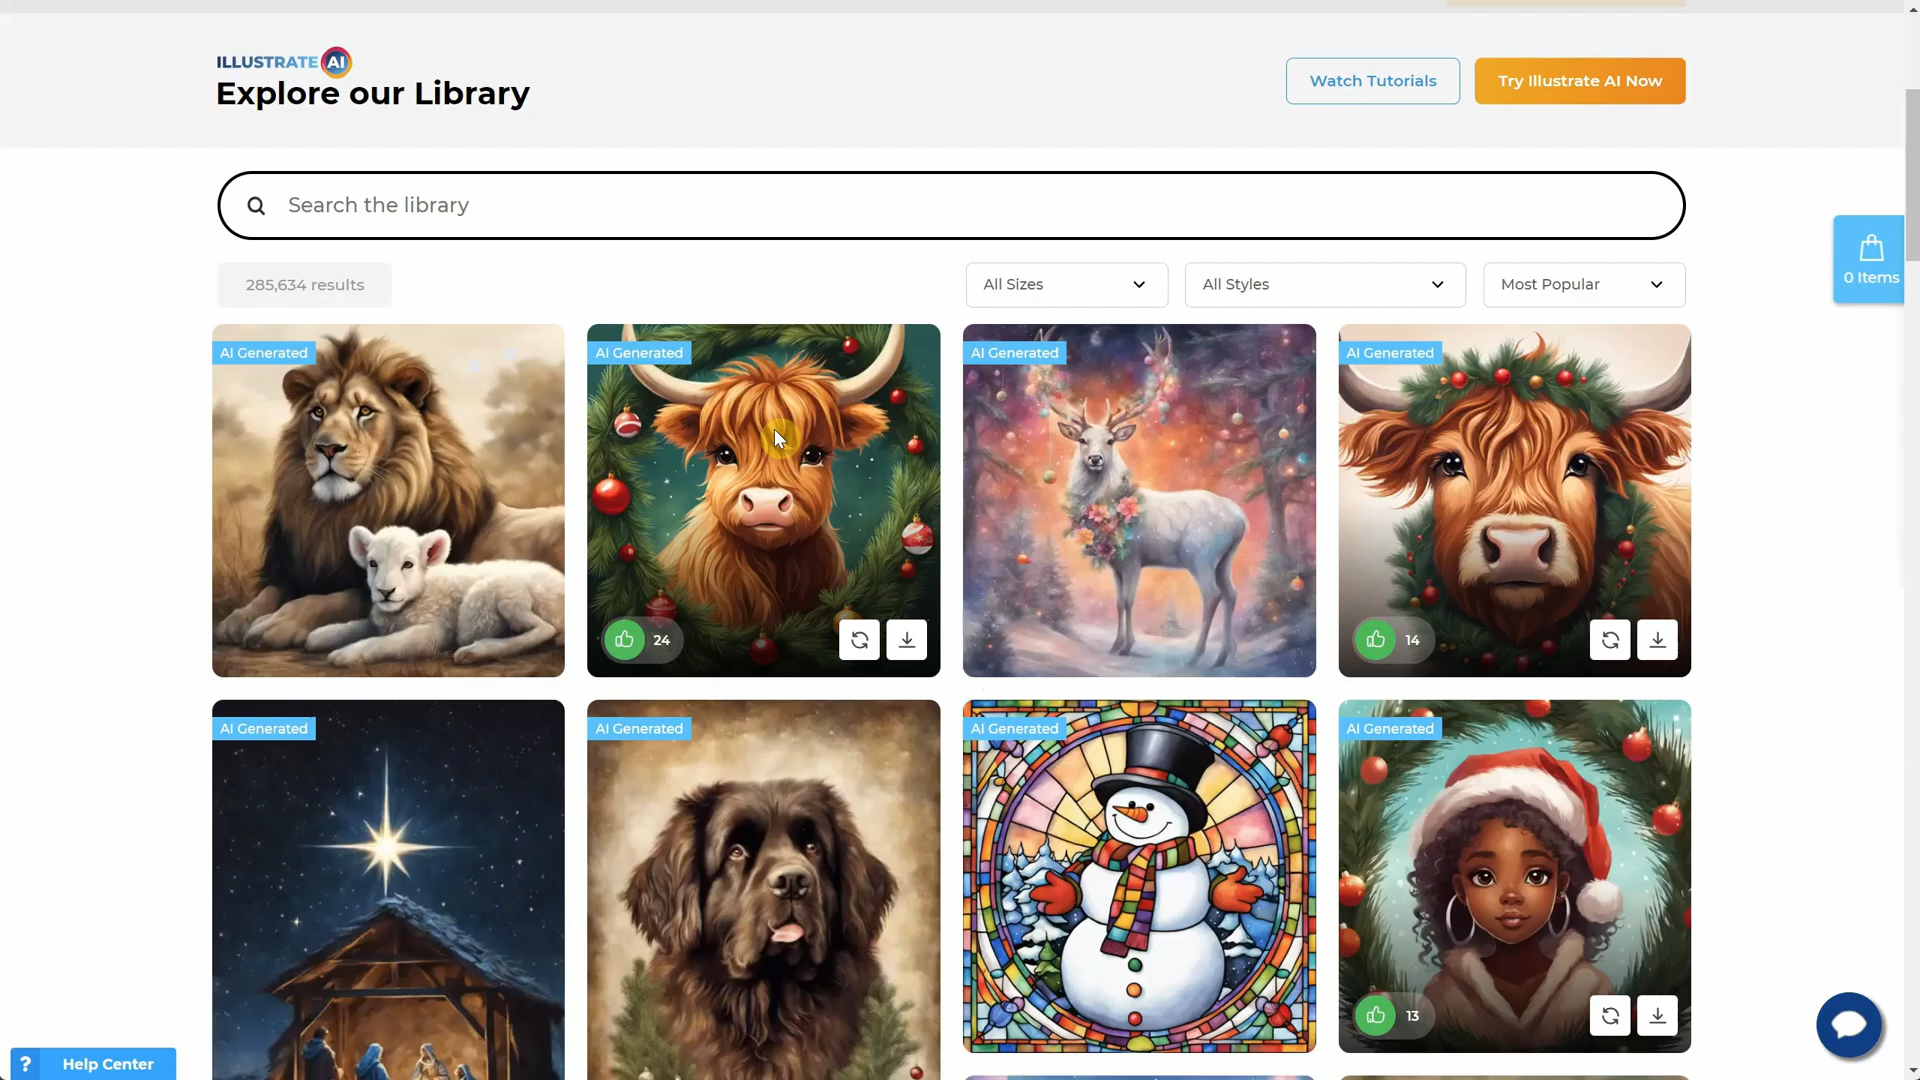 ILLUSTRATE AI
Explore our Library
Watch Tutorials
Try Illustrate AI Now
Search the library
0 Items
285,634 results
All Sizes
All Styles
Most Popular
AI Generated
AI Generated
AI Generated
AI Generated
24
14
AI Generated
AI Generated
AI Generated
AI Generated
13
? Help Center